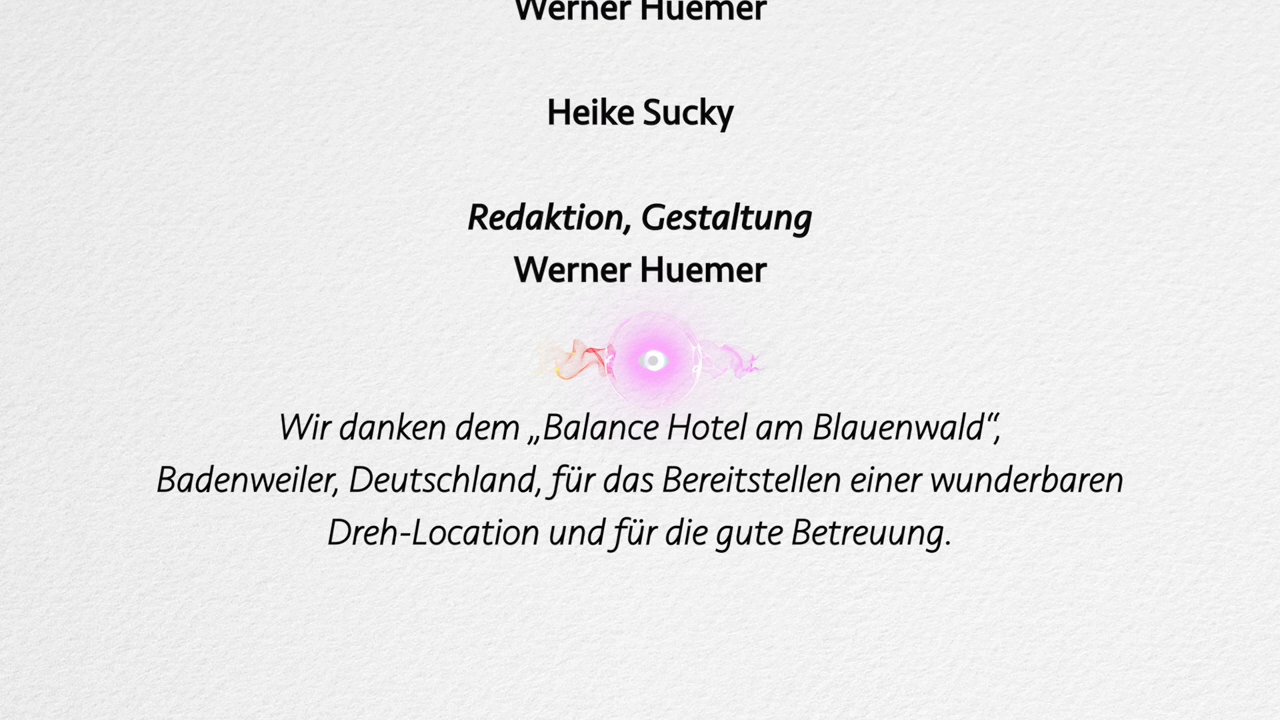 Werner Huemer
Heike Sucky
Redaktion, Gestaltung
Werner Huemer
Wir danken dem „Balance Hotel am Blauenwald“,
Badenweiler, Deutschland, für das Bereitstellen einer wunderbaren
Dreh-Location und für die gute Betreuung.